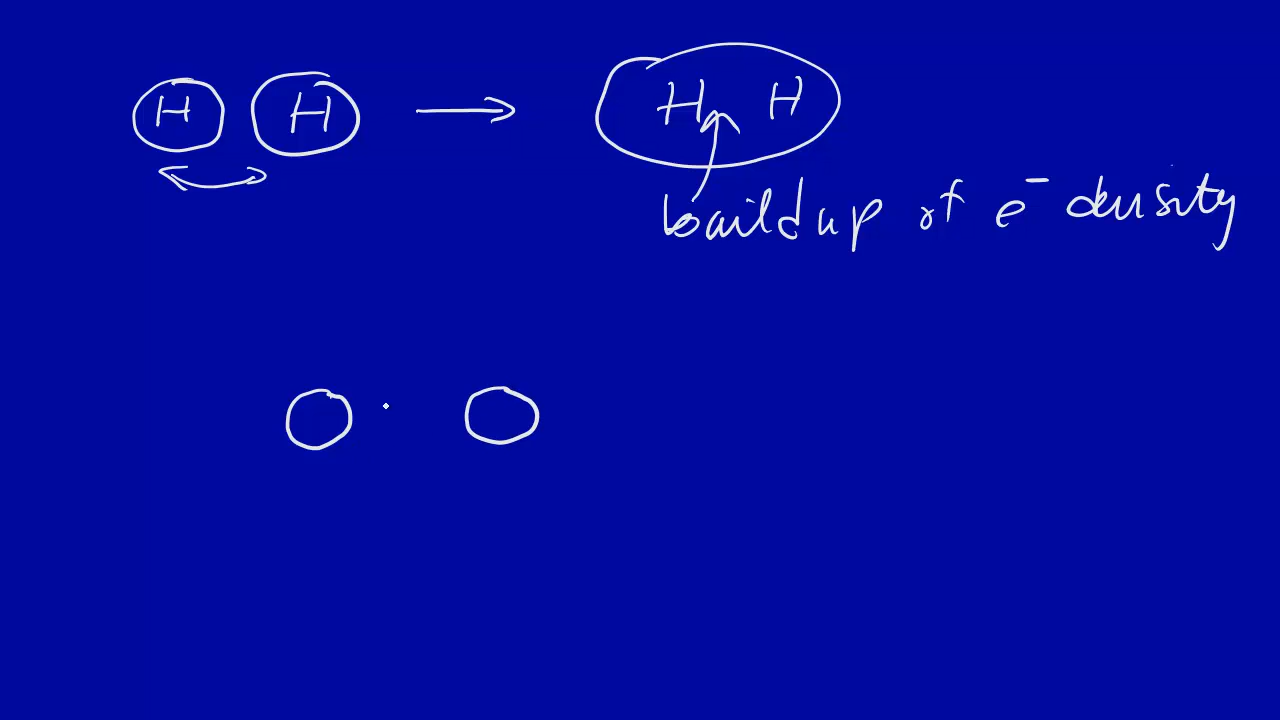 H H → H H
buildup of e⁻ density